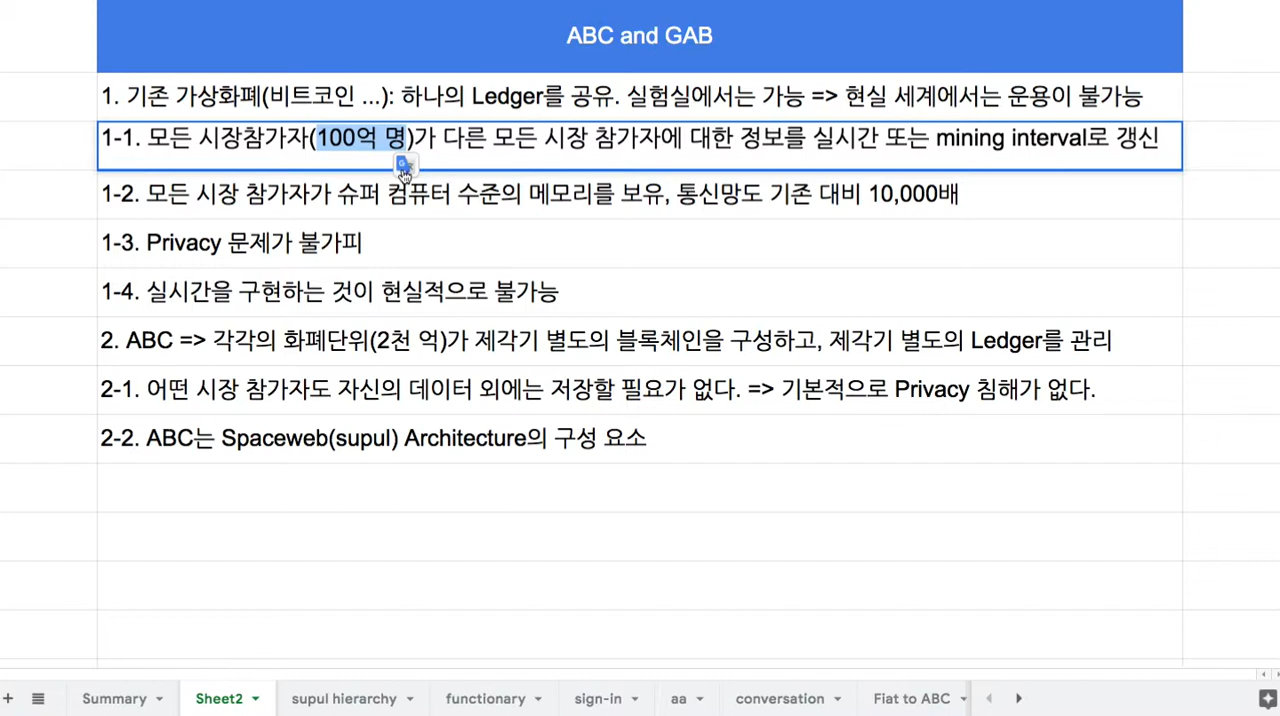 ABC and GAB
1. 기존 가상화폐(비트코인 ...): 하나의 Ledger를 공유. 실험실에서는 가능 => 현실 세계에서는 운용이 불가능
1-1. 모든 시장참가자(100억 명)가 다른 모든 시장 참가자에 대한 정보를 실시간 또는 mining interval로 갱신
1-2. 모든 시장 참가자가 슈퍼 컴퓨터 수준의 메모리를 보유, 통신망도 기존 대비 10,000배
1-3. Privacy 문제가 불가피
1-4. 실시간을 구현하는 것이 현실적으로 불가능
2. ABC => 각각의 화폐단위(2천 억)가 제각기 별도의 블록체인을 구성하고, 제각기 별도의 Ledger를 관리
2-1. 어떤 시장 참가자도 자신의 데이터 외에는 저장할 필요가 없다. => 기본적으로 Privacy 침해가 없다.
2-2. ABC는 Spaceweb(supul) Architecture의 구성 요소
Summary Sheet2 supul hierarchy functionary sign-in aa conversation Fiat to ABC